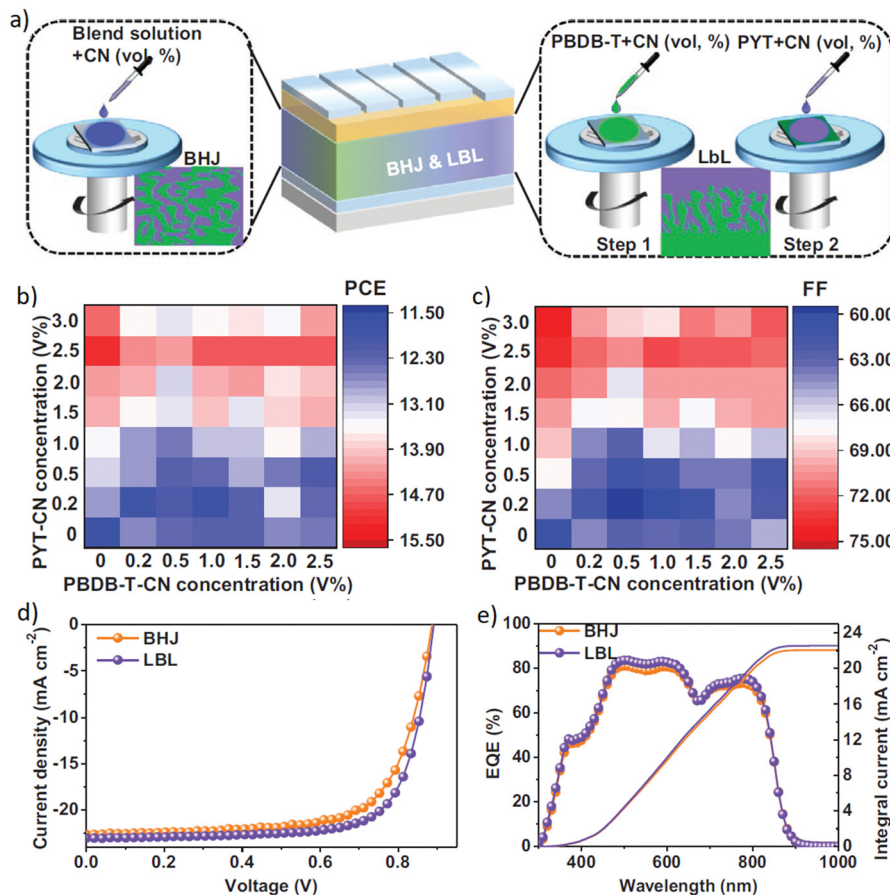 a)
Blend solution
+CN (vol, %)
BHJ
BHJ & LBL
PBDB-T+CN (vol, %)
PYT+CN (vol, %)
LbL
Step 1
Step 2
b)
PCE
PYT-CN concentration (V%)
3.0
2.5
2.0
1.5
1.0
0.5
0.2
0
0 0.2 0.5 1.0 1.5 2.0 2.5
PBDB-T-CN concentration (V%)
11.50
12.30
13.10
13.90
14.70
15.50
c)
FF
PYT-CN concentration (V%)
3.0
2.5
2.0
1.5
1.0
0.5
0.2
0
0 0.2 0.5 1.0 1.5 2.0 2.5
PBDB-T-CN concentration (V%)
60.00
63.00
66.00
69.00
72.00
75.00
d)
BHJ
LBL
Current density (mA cm⁻²)
0
-5
-10
-15
-20
0.0 0.2 0.4 0.6 0.8
Voltage (V)
e)
BHJ
LBL
EQE (%)
100
80
60
40
20
0
400 600 800 1000
Wavelength (nm)
24
20
16
12
8
4
0
Integral current (mA cm⁻²)